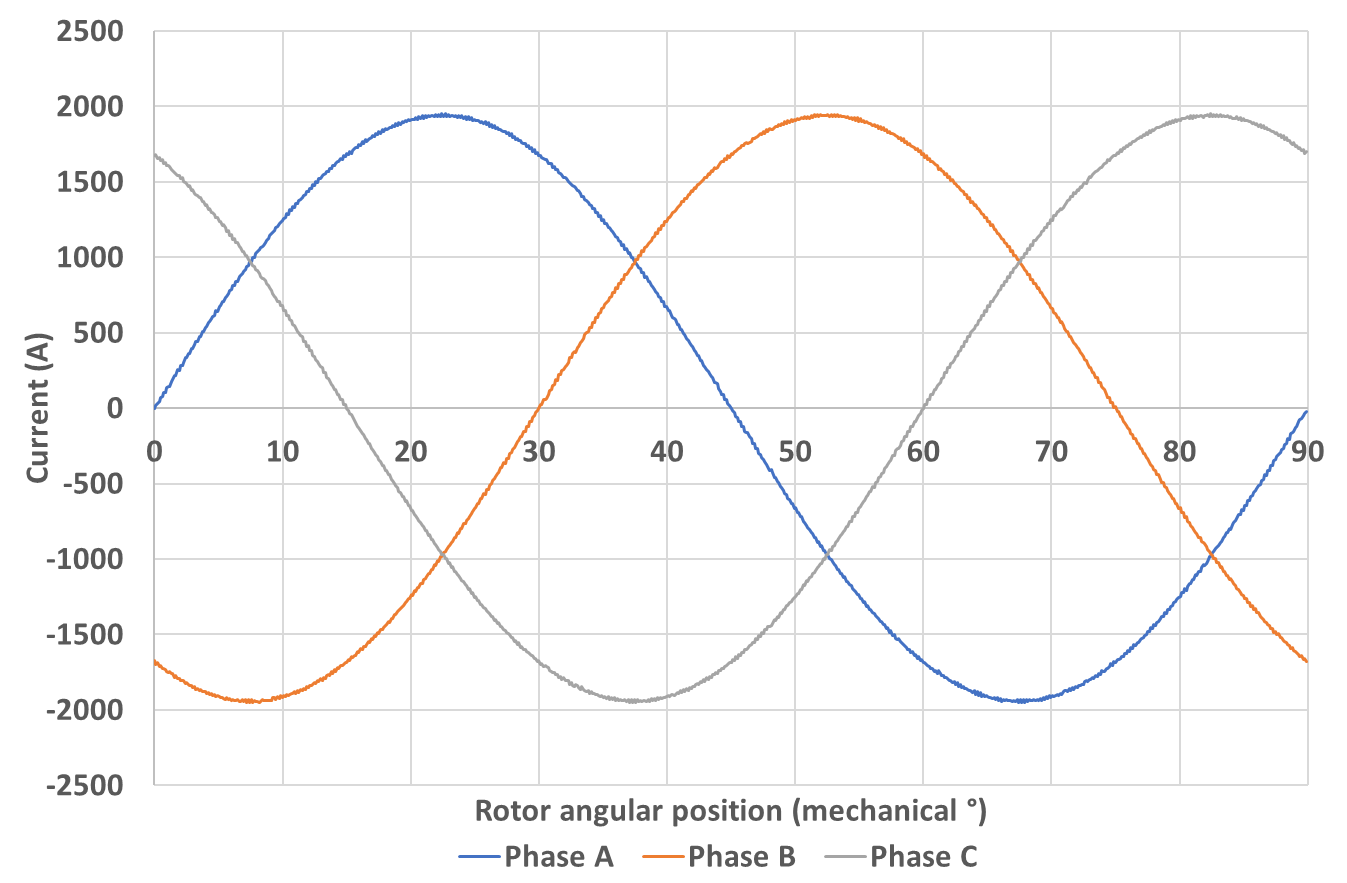 2500
2000
1500
1000
500
0
-500
-1000
-1500
-2000
-2500
Current (A)
0 10 20 30 40 50 60 70 80 90
Rotor angular position (mechanical °)
Phase A Phase B Phase C